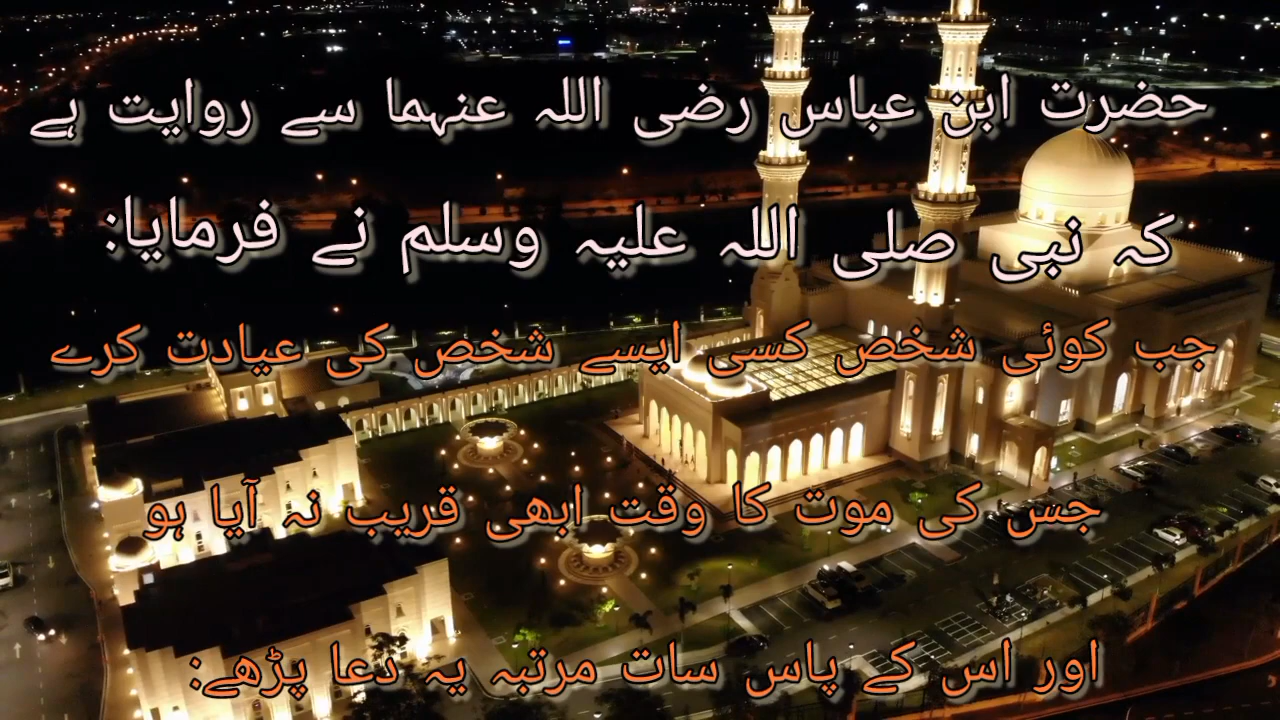 حضرت ابن عباس رضی اللہ عنہما سے روایت ہے
کہ نبی صلی اللہ علیہ وسلم نے فرمایا:
جب کوئی شخص کسی ایسے شخص کی عیادت کرے
جس کی موت کا وقت ابھی قریب نہ آیا ہو
اور اس کے پاس سات مرتبہ یہ دعا پڑھے: